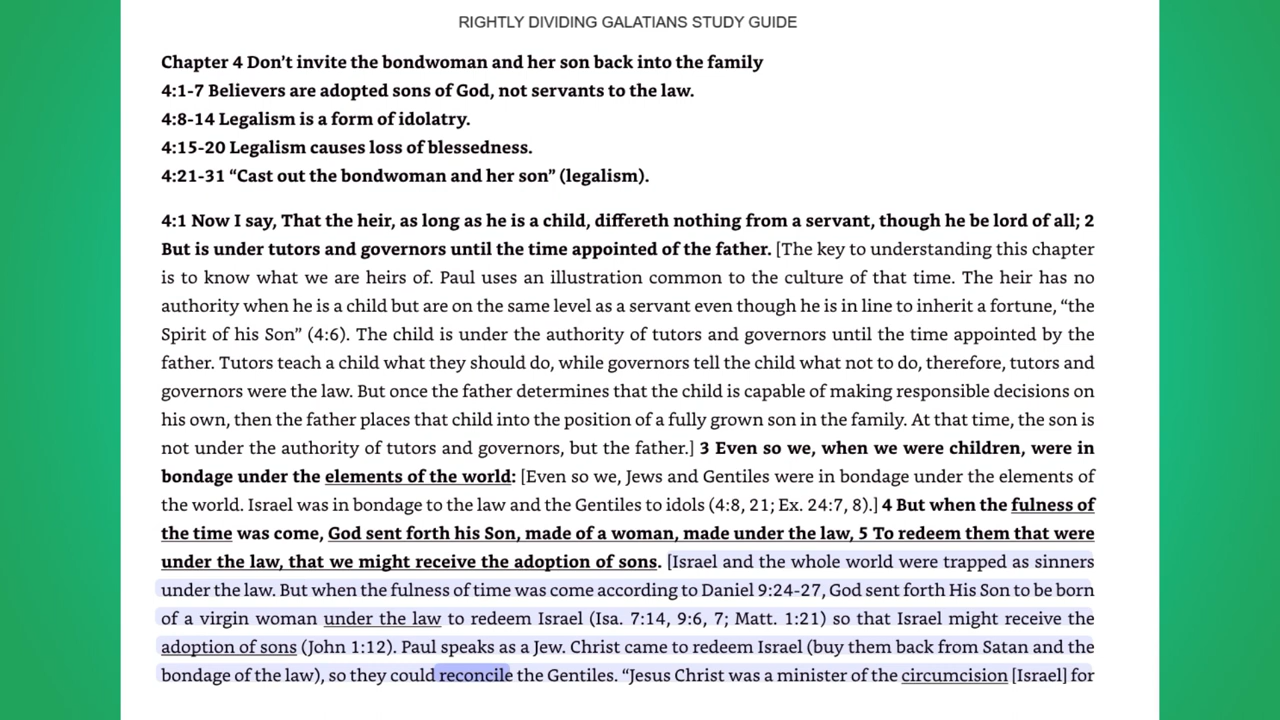 RIGHTLY DIVIDING GALATIANS STUDY GUIDE
Chapter 4 Don’t invite the bondwoman and her son back into the family
4:1-7 Believers are adopted sons of God, not servants to the law.
4:8-14 Legalism is a form of idolatry.
4:15-20 Legalism causes loss of blessedness.
4:21-31 “Cast out the bondwoman and her son” (legalism).
4:1 Now I say, That the heir, as long as he is a child, differeth nothing from a servant, though he be lord of all; 2
But is under tutors and governors until the time appointed of the father. [The key to understanding this chapter
is to know what we are heirs of. Paul uses an illustration common to the culture of that time. The heir has no
authority when he is a child but are on the same level as a servant even though he is in line to inherit a fortune, “the
Spirit of his Son” (4:6). The child is under the authority of tutors and governors until the time appointed by the
father. Tutors teach a child what they should do, while governors tell the child what not to do, therefore, tutors and
governors were the law. But once the father determines that the child is capable of making responsible decisions on
his own, then the father places that child into the position of a fully grown son in the family. At that time, the son is
not under the authority of tutors and governors, but the father.] 3 Even so we, when we were children, were in
bondage under the elements of the world: [Even so we, Jews and Gentiles were in bondage under the elements of
the world. Israel was in bondage to the law and the Gentiles to idols (4:8, 21; Ex. 24:7, 8).] 4 But when the fulness of
the time was come, God sent forth his Son, made of a woman, made under the law, 5 To redeem them that were
under the law, that we might receive the adoption of sons. [Israel and the whole world were trapped as sinners
under the law. But when the fulness of time was come according to Daniel 9:24-27, God sent forth His Son to be born
of a virgin woman under the law to redeem Israel (Isa. 7:14, 9:6, 7; Matt. 1:21) so that Israel might receive the
adoption of sons (John 1:12). Paul speaks as a Jew. Christ came to redeem Israel (buy them back from Satan and the
bondage of the law), so they could reconcile the Gentiles. “Jesus Christ was a minister of the circumcision [Israel] for